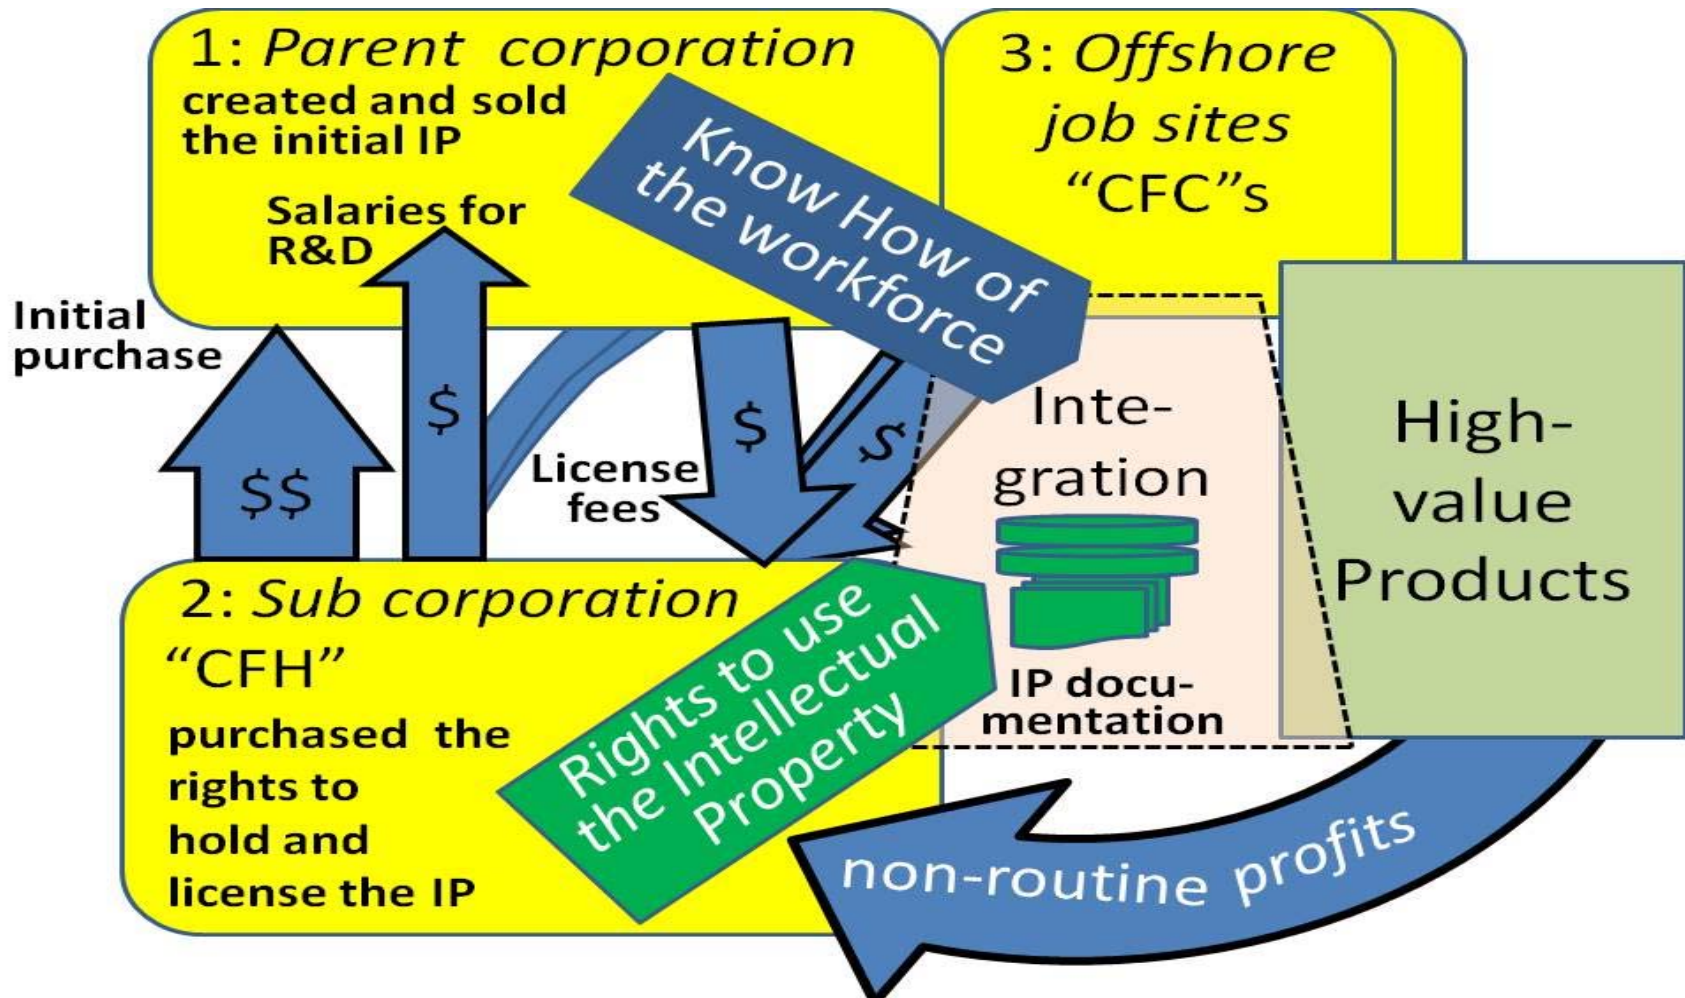 1: Parent corporation
created and sold
the initial IP
Salaries for
R&D
Know How of
the workforce
3: Offshore
job sites
“CFC”s
Initial
purchase
$$
$
License
fees
$
$
Inte-
gration
IP docu-
mentation
High-
value
Products
2: Sub corporation
“CFH”
purchased the
rights to
hold and
license the IP
Rights to use
the Intellectual
Property
non-routine profits